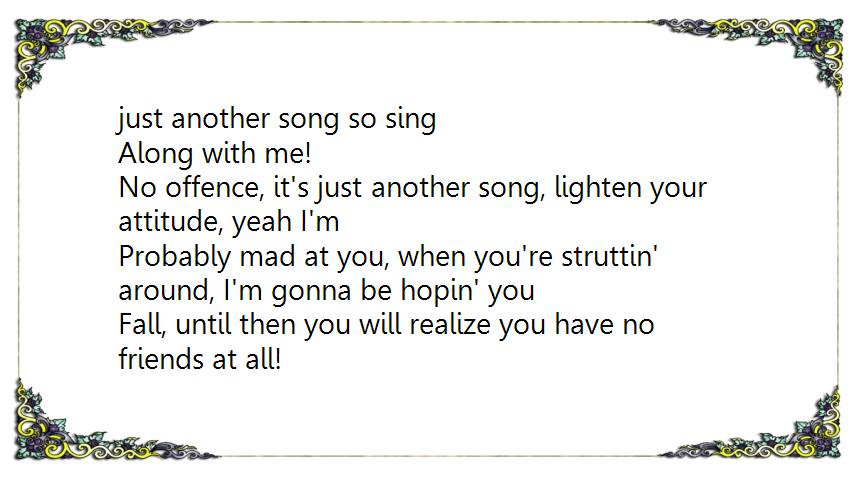 just another song so sing
Along with me!
No offence, it's just another song, lighten your
attitude, yeah I'm
Probably mad at you, when you're struttin'
around, I'm gonna be hopin' you
Fall, until then you will realize you have no
friends at all!